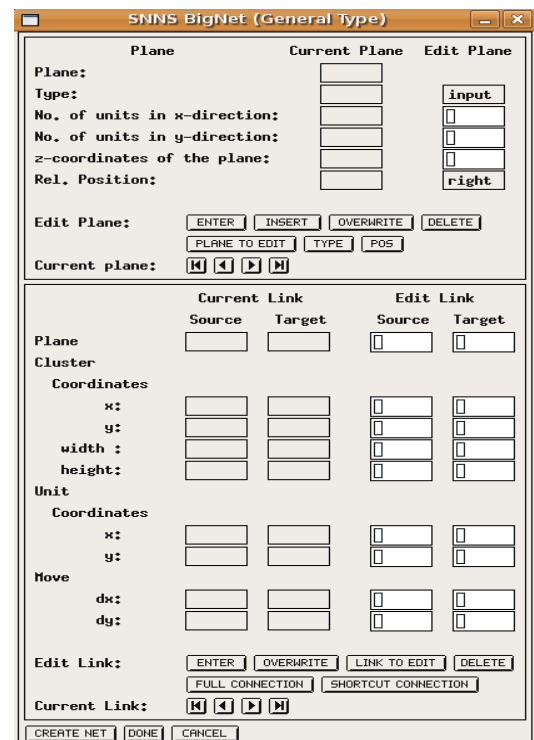 SNNS BigNet (General Type)
Plane Current Plane Edit Plane
Plane:
Type: input
No. of units in x-direction:
No. of units in y-direction:
z-coordinates of the plane:
Rel. Position: right
Edit Plane: ENTER INSERT OVERWRITE DELETE
PLANE TO EDIT TYPE POS
Current plane:
Current Link Edit Link
Source Target Source Target
Plane
Cluster
Coordinates
x:
y:
width :
height:
Unit
Coordinates
x:
y:
Move
dx:
dy:
Edit Link: ENTER OVERWRITE LINK TO EDIT DELETE
FULL CONNECTION SHORTCUT CONNECTION
Current Link:
CREATE NET DONE CANCEL